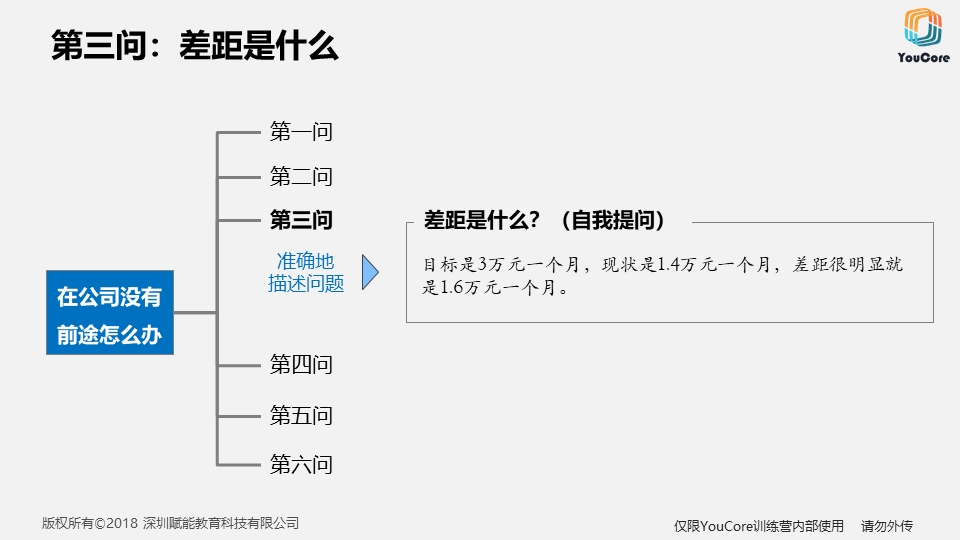 第三问：差距是什么
YouCore
第一问
第二问
第三问
准确地
描述问题
差距是什么？（自我提问）
目标是3万元一个月，现状是1.4万元一个月，差距很明显就
是1.6万元一个月。
在公司没有
前途怎么办
第四问
第五问
第六问
版权所有©2018 深圳赋能教育科技有限公司
仅限YouCore训练营内部使用 请勿外传